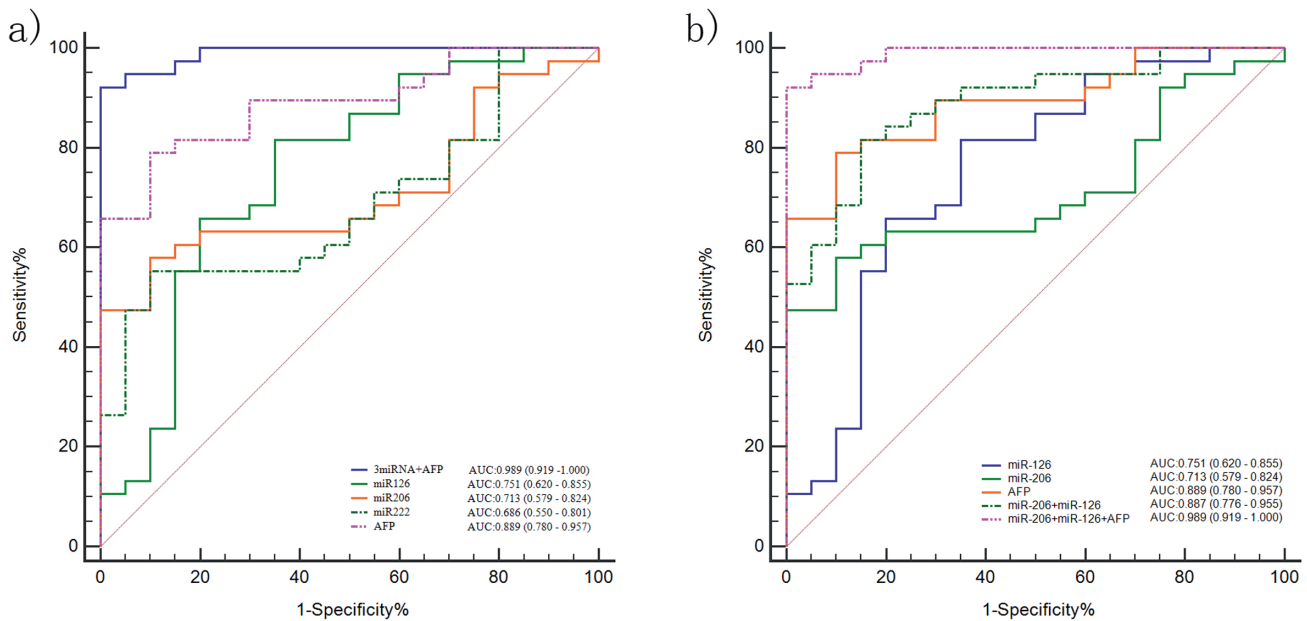 a)
100
80
60
40
20
0
Sensitivity%
3miRNA+AFP AUC:0.989 (0.919 -1.000)
miR126 AUC:0.751 (0.620 - 0.855)
miR206 AUC:0.713 (0.579 - 0.824)
miR222 AUC:0.686 (0.550 - 0.801)
AFP AUC:0.889 (0.780 - 0.957)
0 20 40 60 80 100
1-Specificity%
b)
100
80
60
40
20
0
Sensitivity%
miR-126 AUC:0.751 (0.620 - 0.855)
miR-206 AUC:0.713 (0.579 - 0.824)
AFP AUC:0.889 (0.780 - 0.957)
miR-206+miR-126 AUC:0.887 (0.776 - 0.955)
miR-206+miR-126+AFP AUC:0.989 (0.919 - 1.000)
0 20 40 60 80 100
1-Specificity%